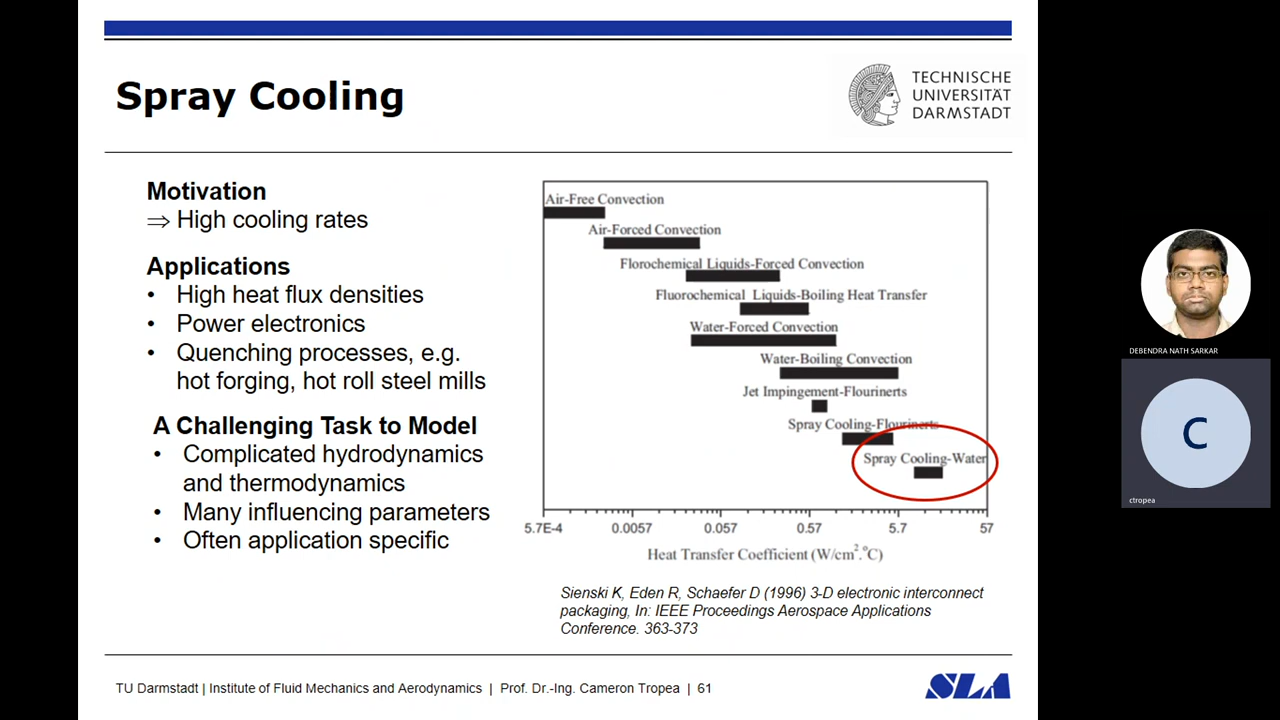 Spray Cooling
TECHNISCHE
UNIVERSITÄT
DARMSTADT
Motivation
⇒ High cooling rates
Applications
• High heat flux densities
• Power electronics
• Quenching processes, e.g.
hot forging, hot roll steel mills
A Challenging Task to Model
• Complicated hydrodynamics
and thermodynamics
• Many influencing parameters
• Often application specific
Air-Free Convection
Air-Forced Convection
Florochemical Liquids-Forced Convection
Fluorochemical Liquids-Boiling Heat Transfer
Water-Forced Convection
Water-Boiling Convection
Jet Impingement-Flourinerts
Spray Cooling-Flourinerts
Spray Cooling-Water
5.7E-4 0.0057 0.057 0.57 5.7 57
Heat Transfer Coefficient (W/cm².°C)
Sienski K, Eden R, Schaefer D (1996) 3-D electronic interconnect
packaging, In: IEEE Proceedings Aerospace Applications
Conference. 363-373
TU Darmstadt | Institute of Fluid Mechanics and Aerodynamics | Prof. Dr.-Ing. Cameron Tropea | 61
SLA
DEBENDRA NATH SARKAR
C
ctropea